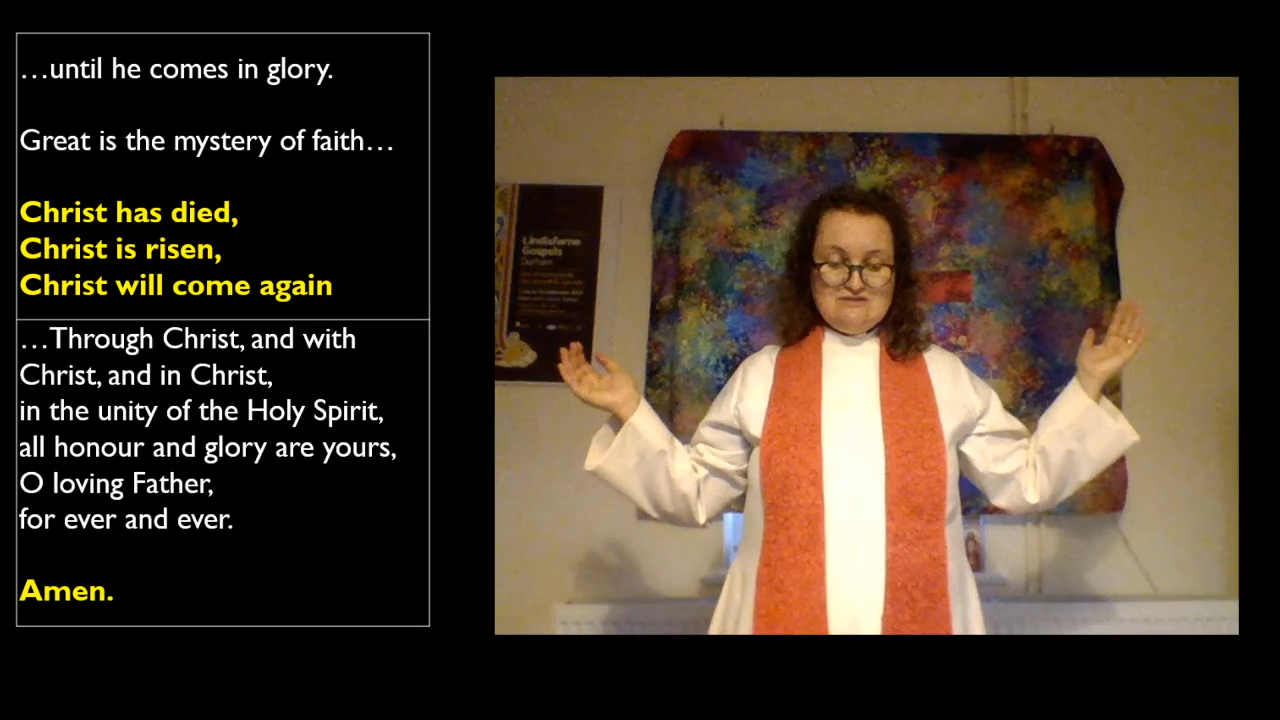 …until he comes in glory.
Great is the mystery of faith…
Christ has died,
Christ is risen,
Christ will come again
…Through Christ, and with
Christ, and in Christ,
in the unity of the Holy Spirit,
all honour and glory are yours,
O loving Father,
for ever and ever.
Amen.
Lindisfarne
Gospels
Durham